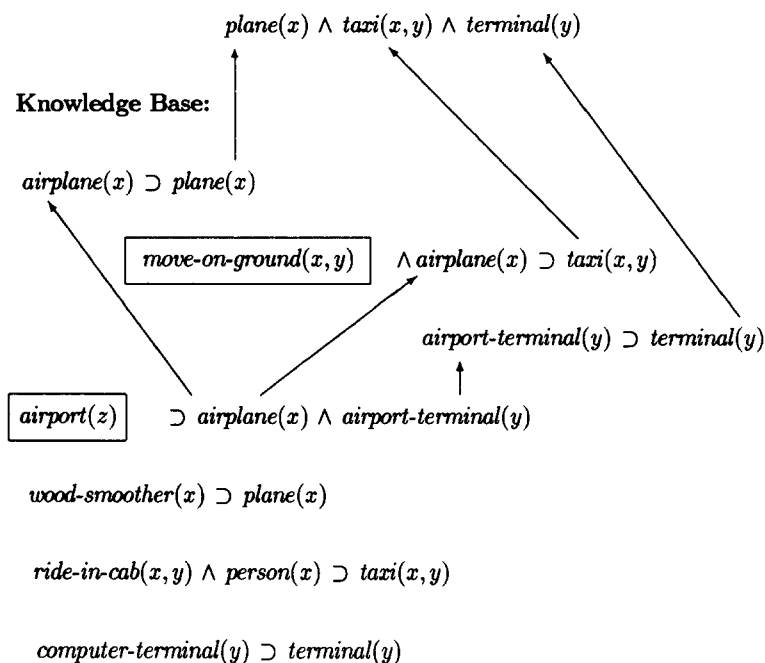 plane(x) ∧ taxi(x,y) ∧ terminal(y)
Knowledge Base:
airplane(x) ⊃ plane(x)
move-on-ground(x,y) ∧ airplane(x) ⊃ taxi(x,y)
airport-terminal(y) ⊃ terminal(y)
airport(z) ⊃ airplane(x) ∧ airport-terminal(y)
wood-smoother(x) ⊃ plane(x)
ride-in-cab(x,y) ∧ person(x) ⊃ taxi(x,y)
computer-terminal(y) ⊃ terminal(y)